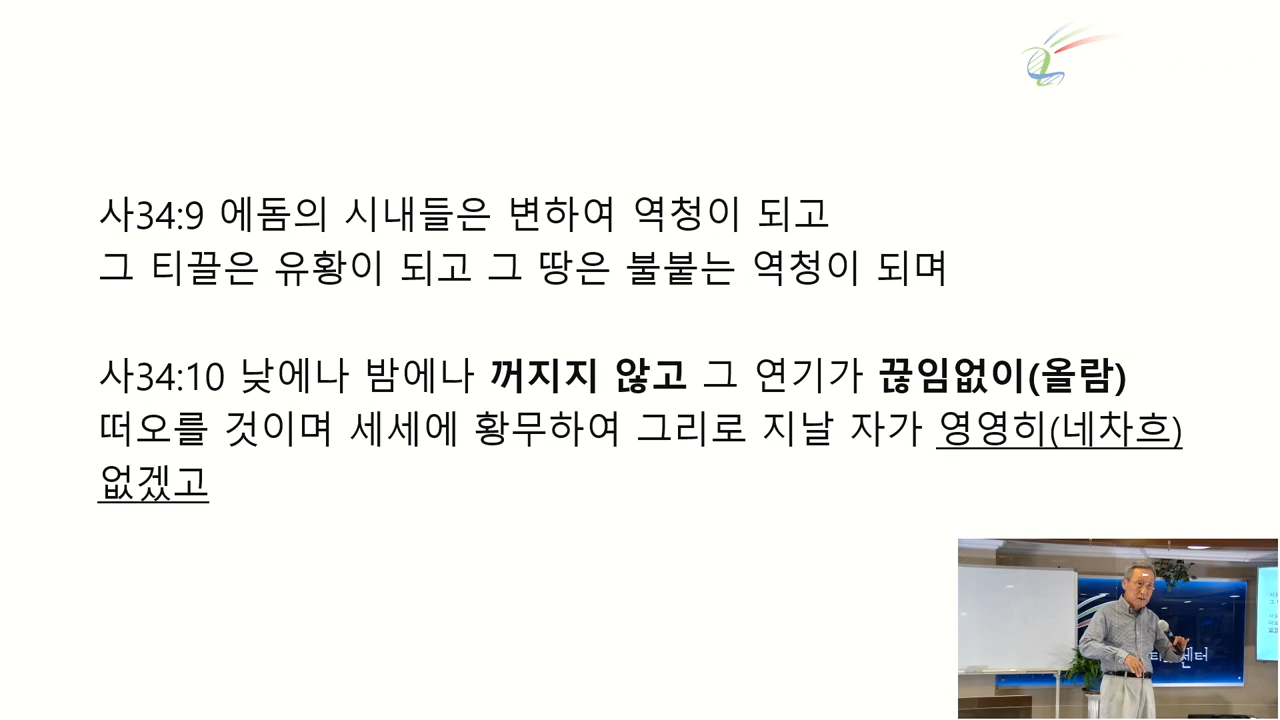 사34:9 에돔의 시내들은 변하여 역청이 되고
그 티끌은 유황이 되고 그 땅은 불붙는 역청이 되며
사34:10 낮에나 밤에나 꺼지지 않고 그 연기가 끊임없이(올람)
떠오를 것이며 세세에 황무하여 그리로 지날 자가 영영히(네차흐)
없겠고
센터